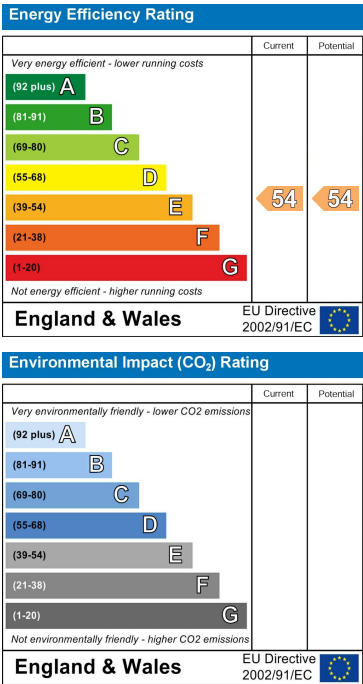 Energy Efficiency Rating
Current Potential
Very energy efficient - lower running costs
(92 plus) A
(81-91) B
(69-80) C
(55-68) D
(39-54) E 54 54
(21-38) F
(1-20) G
Not energy efficient - higher running costs
England & Wales
EU Directive
2002/91/EC
Environmental Impact (CO₂) Rating
Current Potential
Very environmentally friendly - lower CO2 emissions
(92 plus) A
(81-91) B
(69-80) C
(55-68) D
(39-54) E
(21-38) F
(1-20) G
Not environmentally friendly - higher CO2 emissions
England & Wales
EU Directive
2002/91/EC